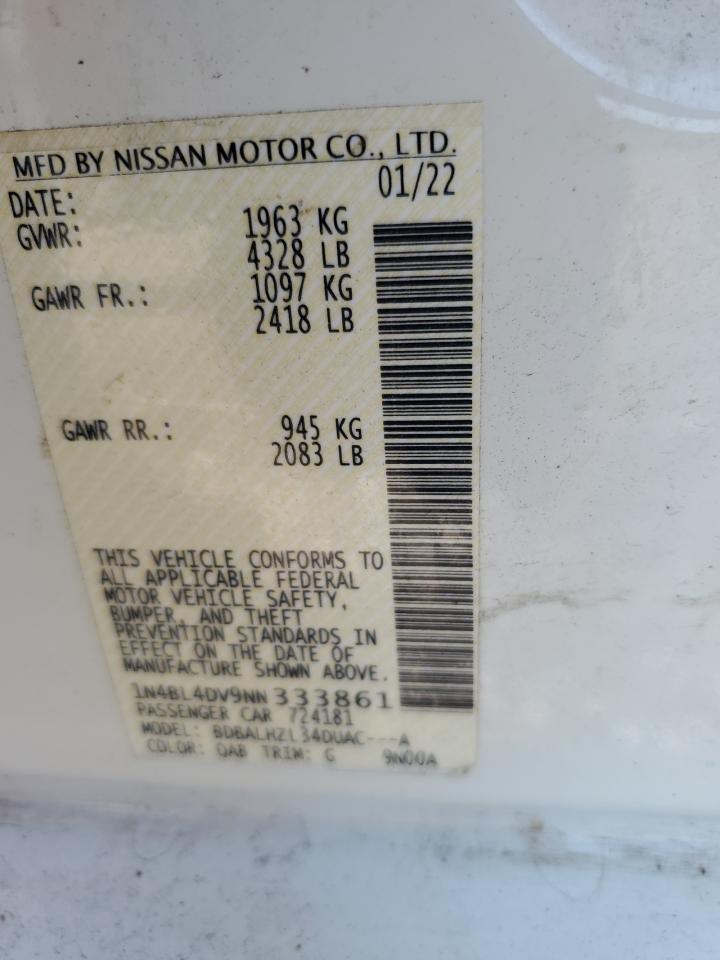 MFD BY NISSAN MOTOR CO., LTD.
DATE: 01/22
GVWR: 1963 KG
4328 LB
GAWR FR.: 1097 KG
2418 LB
GAWR RR.: 945 KG
2083 LB
THIS VEHICLE CONFORMS TO
ALL APPLICABLE FEDERAL
MOTOR VEHICLE SAFETY,
BUMPER, AND THEFT
PREVENTION STANDARDS IN
EFFECT ON THE DATE OF
MANUFACTURE SHOWN ABOVE.
1N4BL4DV9NN333861
PASSENGER CAR 724181
MODEL: BDBALHZL34DUAC---A
COLOR: QAB TRIM: G 9N00A